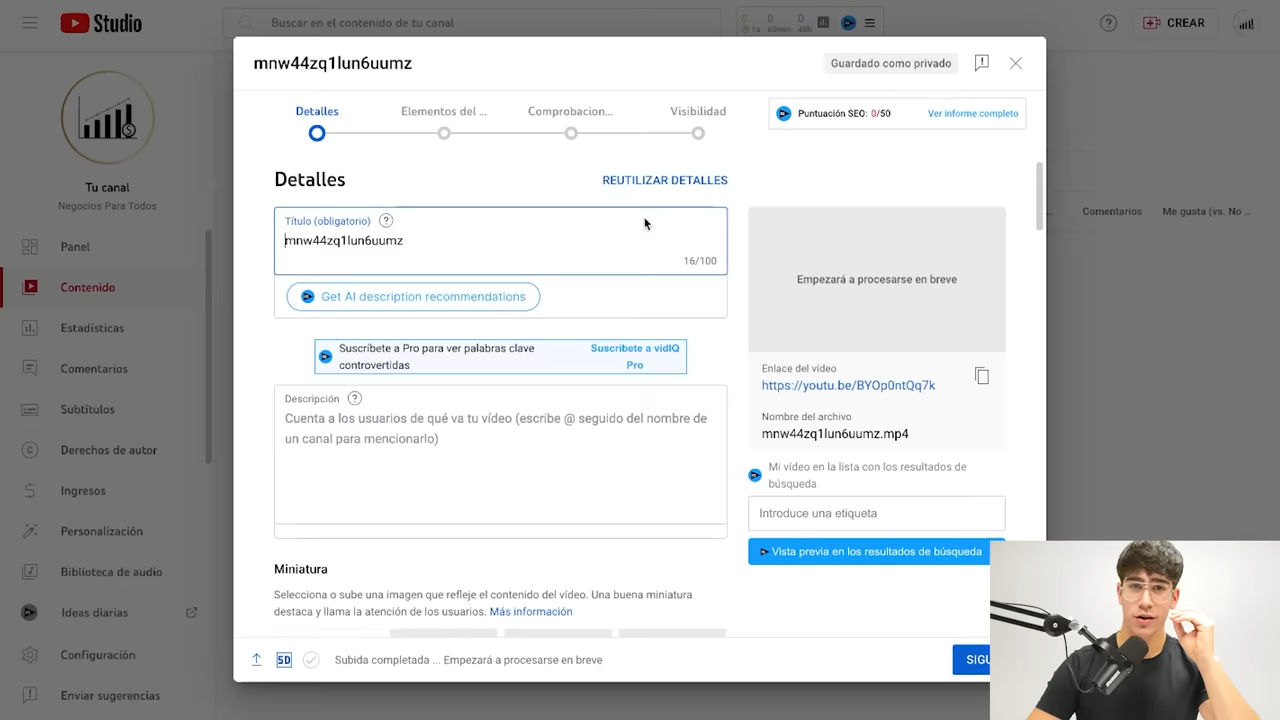 Studio
Buscar en el contenido de tu canal
0 0 0
1a 60min 48h
CREAR
mnw44zq1lun6uumz
Guardado como privado
Detalles
Elementos del ...
Comprobacion...
Visibilidad
Puntuación SEO: 0/50
Ver informe completo
Tu canal
Negocios Para Todos
Panel
Contenido
Estadísticas
Comentarios
Subtítulos
Derechos de autor
Ingresos
Personalización
Biblioteca de audio
Ideas diarias
Configuración
Enviar sugerencias
Detalles
REUTILIZAR DETALLES
Título (obligatorio)
mnw44zq1lun6uumz
16/100
Get AI description recommendations
Suscríbete a Pro para ver palabras clave
controvertidas
Suscríbete a vidIQ
Pro
Descripción
Cuenta a los usuarios de qué va tu vídeo (escribe @ seguido del nombre de
un canal para mencionarlo)
Miniatura
Selecciona o sube una imagen que refleje el contenido del vídeo. Una buena miniatura
destaca y llama la atención de los usuarios. Más información
Empezará a procesarse en breve
Enlace del vídeo
https://youtu.be/BYOp0ntQq7k
Nombre del archivo
mnw44zq1lun6uumz.mp4
Mi vídeo en la lista con los resultados de
búsqueda
Introduce una etiqueta
Vista previa en los resultados de búsqueda
Comentarios
Me gusta (vs. No ...
SD
Subida completada ... Empezará a procesarse en breve
SIGU